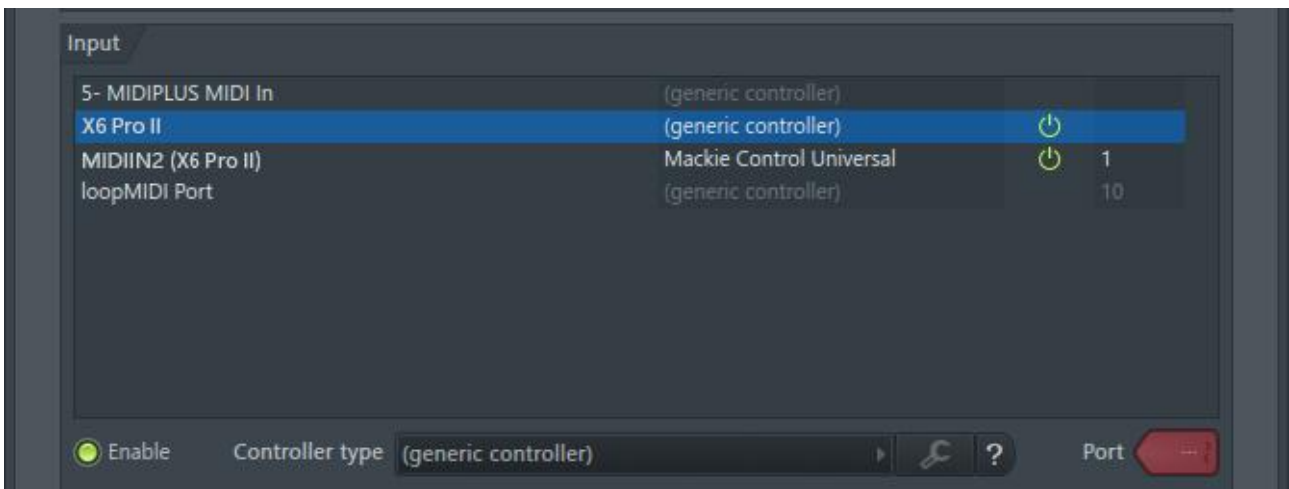 Input
5- MIDIPLUS MIDI In (generic controller)
X6 Pro II (generic controller)
MIDIIN2 (X6 Pro II) Mackie Control Universal 1
loopMIDI Port (generic controller) 10
Enable Controller type (generic controller) ? Port ---